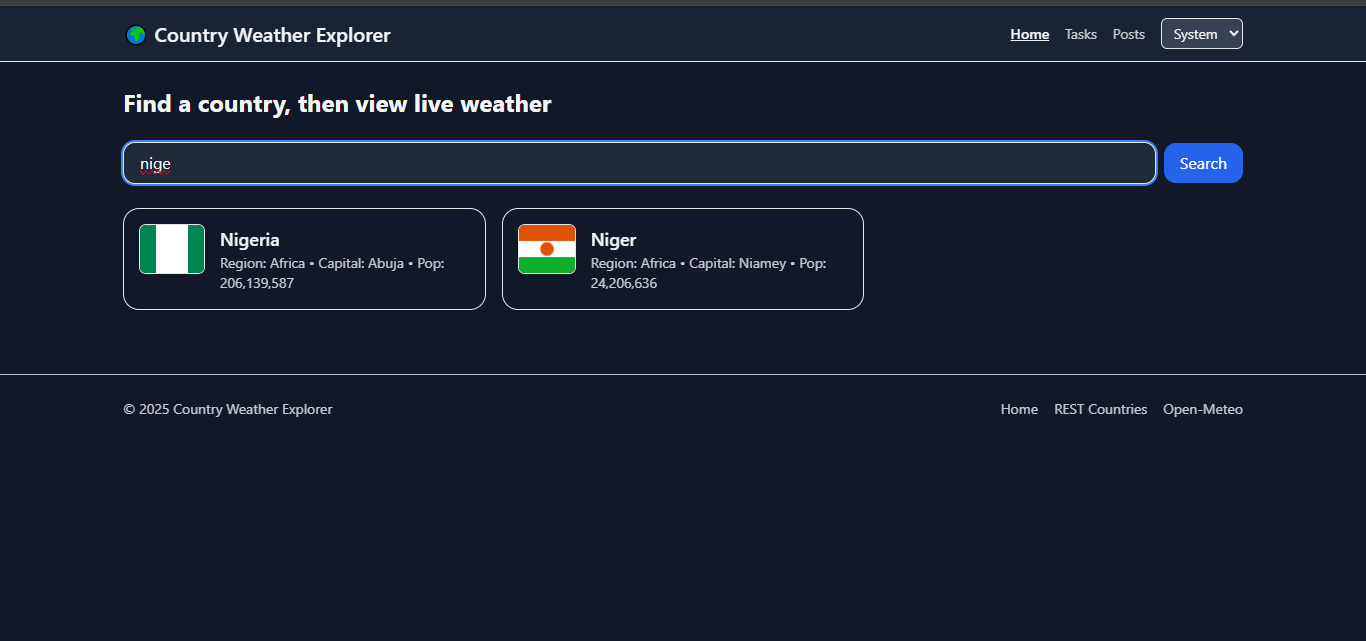 Country Weather Explorer
Home Tasks Posts System
Find a country, then view live weather
nige
Search
Nigeria
Region: Africa • Capital: Abuja • Pop:
206,139,587
Niger
Region: Africa • Capital: Niamey • Pop:
24,206,636
© 2025 Country Weather Explorer
Home REST Countries Open-Meteo